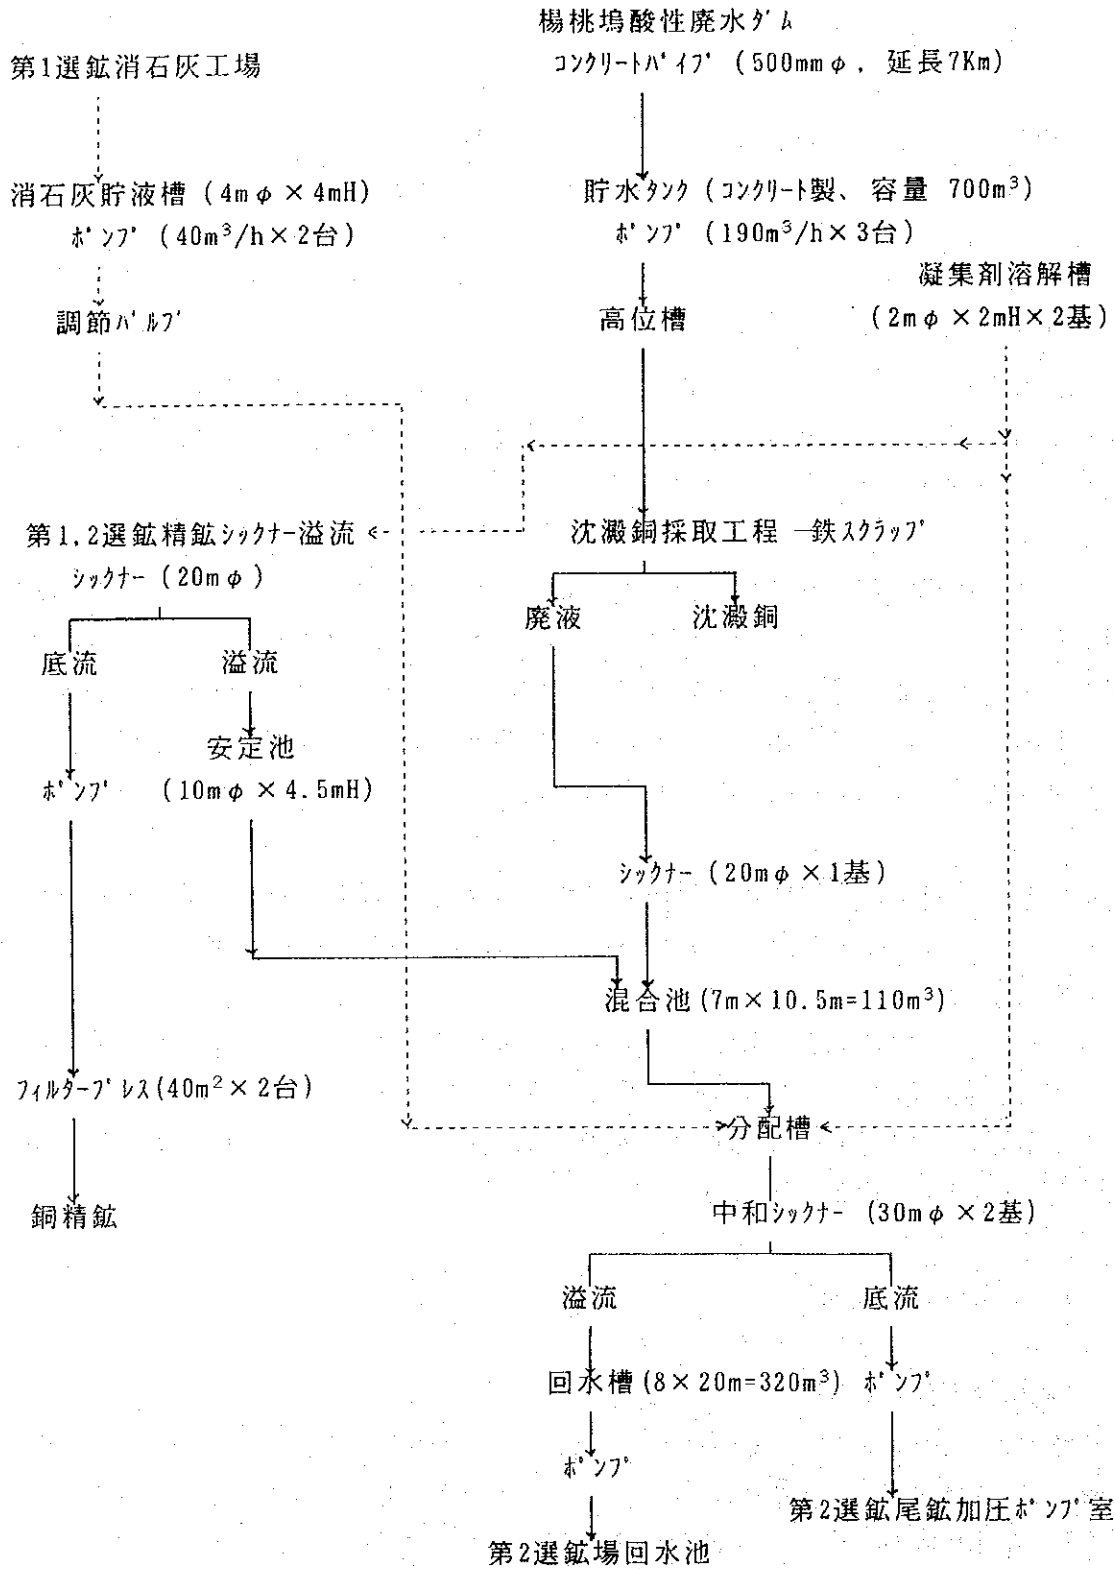 楊桃塢酸性廃水ダム
第1選鉱消石灰工場
コンクリートパイプ (500mmφ, 延長7Km)
消石灰貯液槽 (4mφ×4mH)
ポンプ (40m³/h×2台)
貯水タンク (コンクリート製、容量 700m³)
ポンプ (190m³/h×3台)
凝集剤溶解槽
(2mφ×2mH×2基)
調節バルブ
高位槽
第1,2選鉱精鉱シックナー溢流
シックナー (20mφ)
沈澱銅採取工程 ―鉄スクラップ
廃液
沈澱銅
底流
溢流
安定池
(10mφ×4.5mH)
ポンプ
シックナー (20mφ×1基)
混合池 (7m×10.5m=110m³)
フィルタープレス(40m²×2台)
分配槽
銅精鉱
中和シックナー (30mφ×2基)
溢流
底流
回水槽 (8×20m=320m³)
ポンプ
ポンプ
第2選鉱尾鉱加圧ポンプ室
第2選鉱場回水池